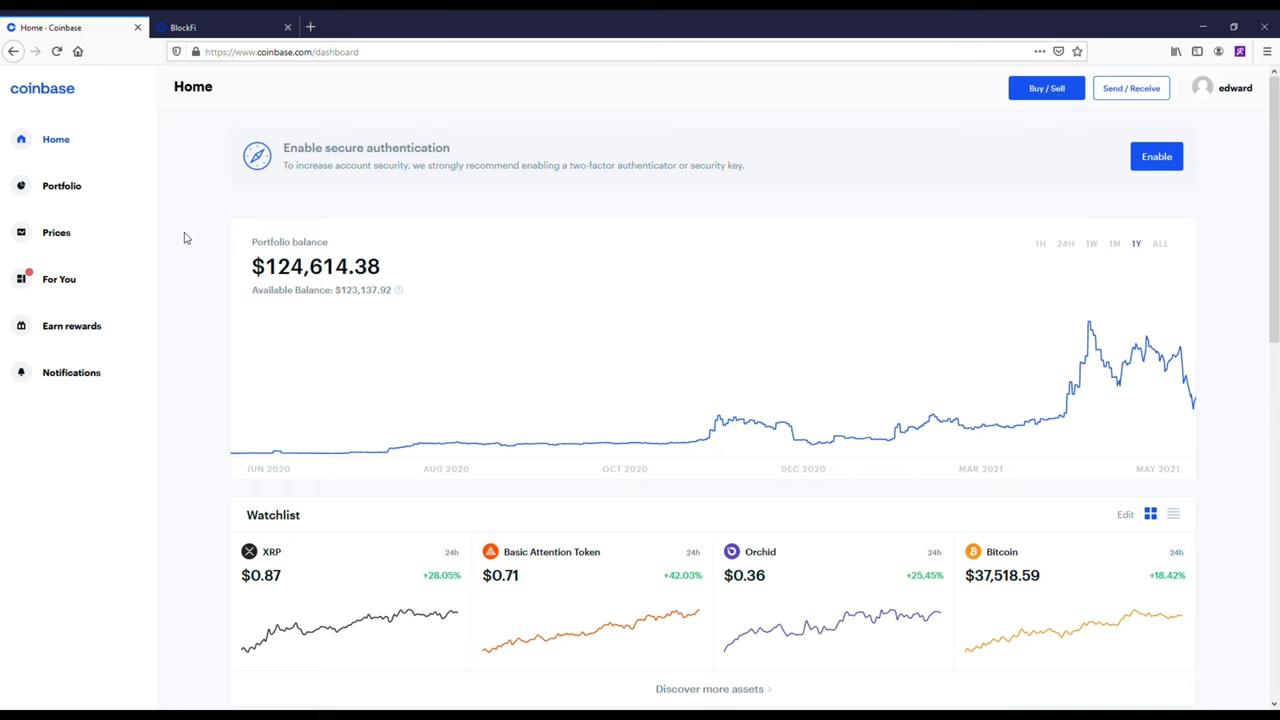 Home - Coinbase
BlockFi
https://www.coinbase.com/dashboard
coinbase
Home
Buy / Sell
Send / Receive
edward
Home
Portfolio
Prices
For You
Earn rewards
Notifications
Enable secure authentication
To increase account security, we strongly recommend enabling a two-factor authenticator or security key.
Enable
Portfolio balance
$124,614.38
Available Balance: $123,137.92
1H 24H 1W 1M 1Y ALL
JUN 2020 AUG 2020 OCT 2020 DEC 2020 MAR 2021 MAY 2021
Watchlist
Edit
XRP 24h
$0.87 +28.05%
Basic Attention Token 24h
$0.71 +42.03%
Orchid 24h
$0.36 +25.45%
Bitcoin 24h
$37,518.59 +18.42%
Discover more assets